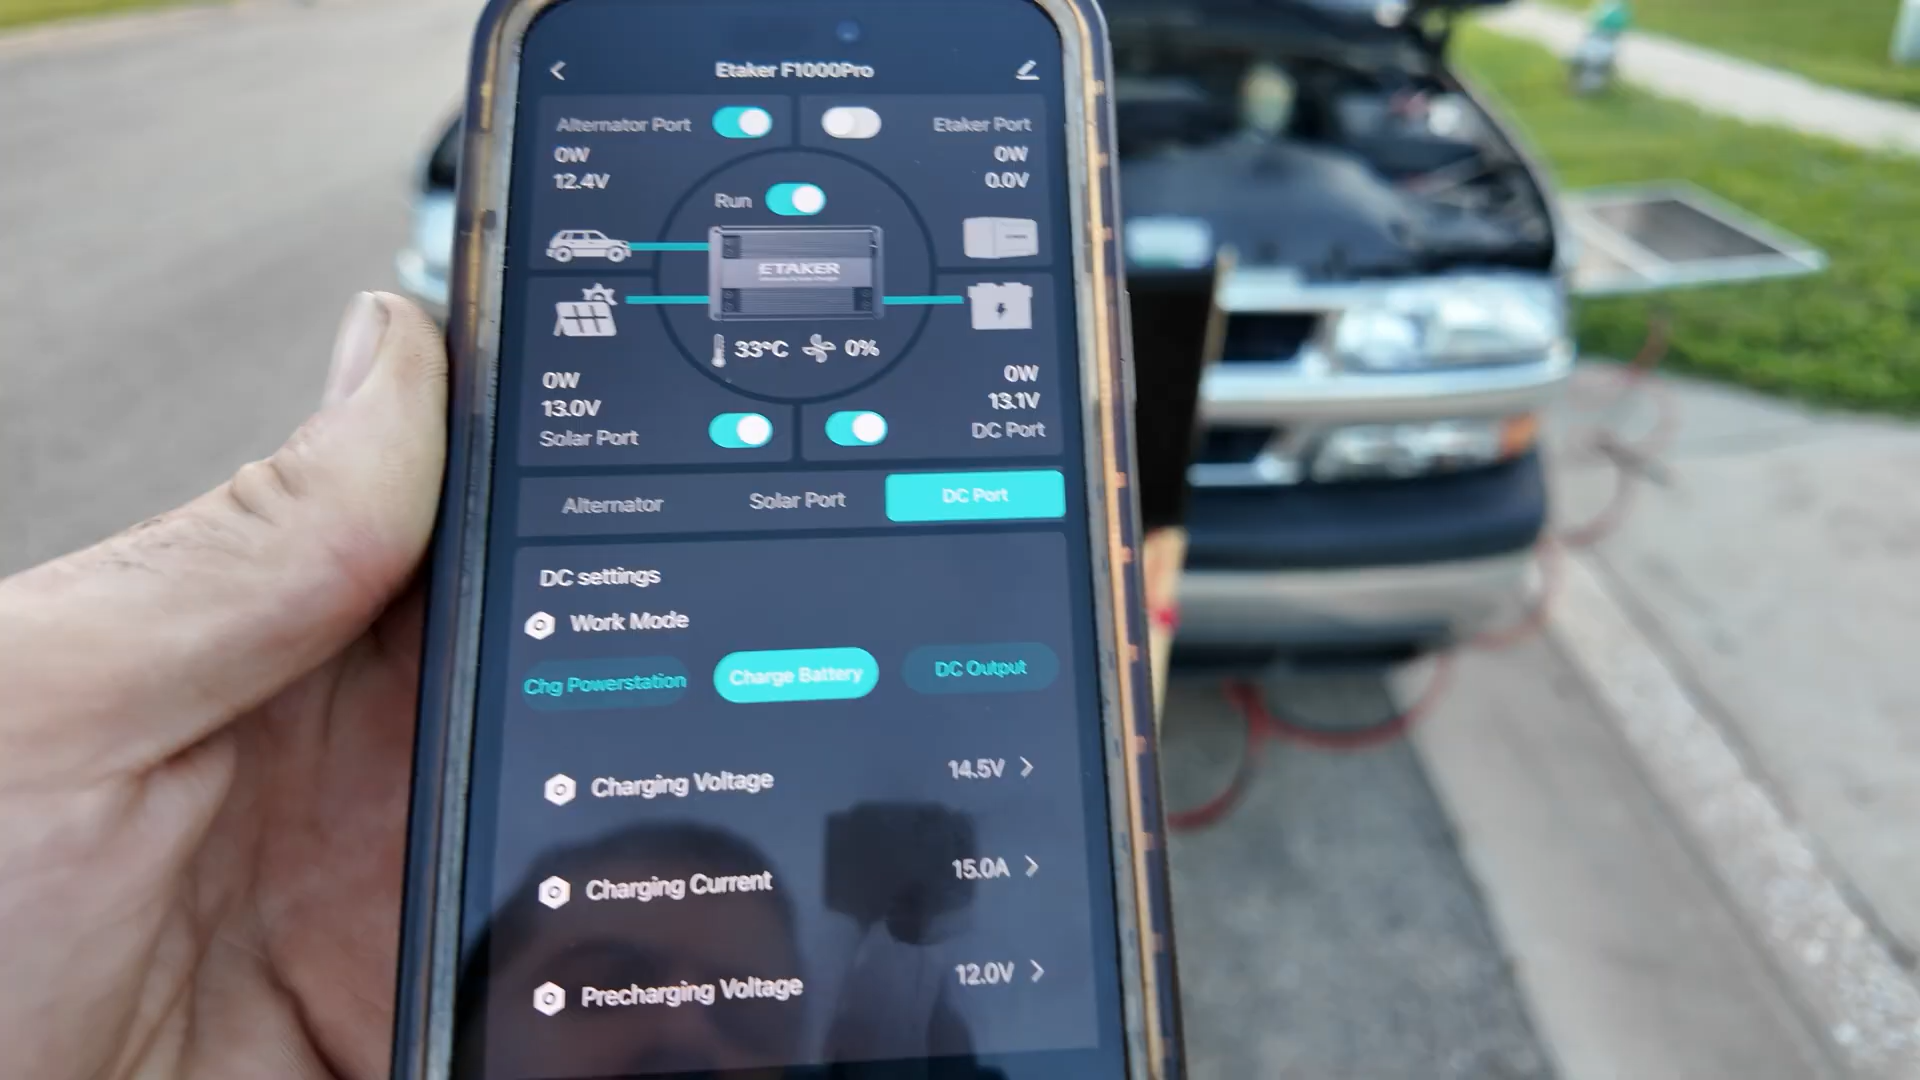 Etaker F1000Pro
Alternator Port
Etaker Port
0W
0W
12.4V
0.0V
Run
ETAKER
33°C
0%
0W
0W
13.0V
13.1V
Solar Port
DC Port
Alternator
Solar Port
DC Port
DC settings
Work Mode
Chg Powerstation
Charge Battery
DC Output
Charging Voltage
14.5V
Charging Current
15.0A
Precharging Voltage
12.0V